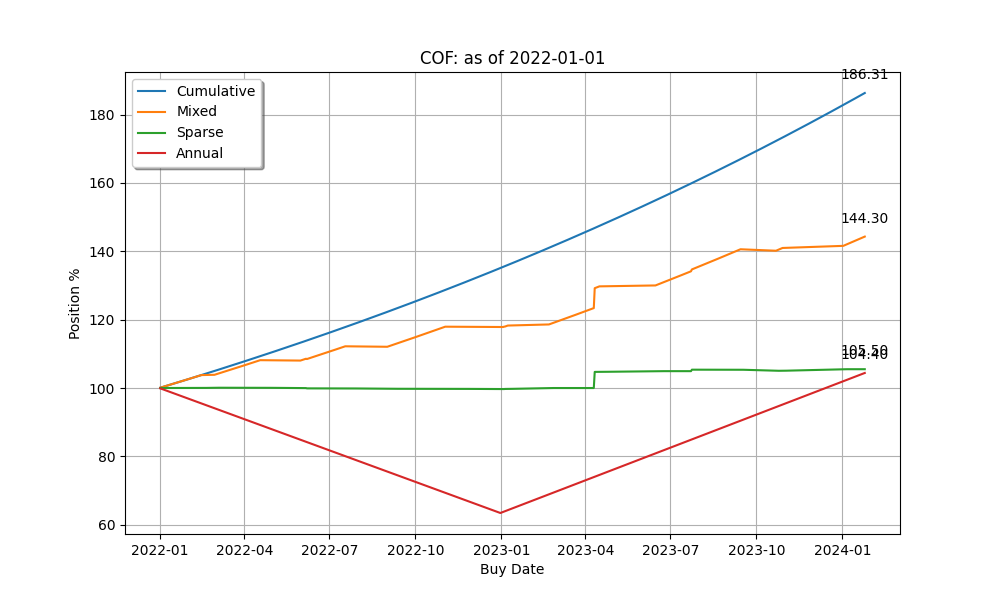 COF: as of 2022-01-01
Cumulative
Mixed
Sparse
Annual
186.31
144.30
105.50
104.40
Position %
180
160
140
120
100
80
60
2022-01 2022-04 2022-07 2022-10 2023-01 2023-04 2023-07 2023-10 2024-01
Buy Date